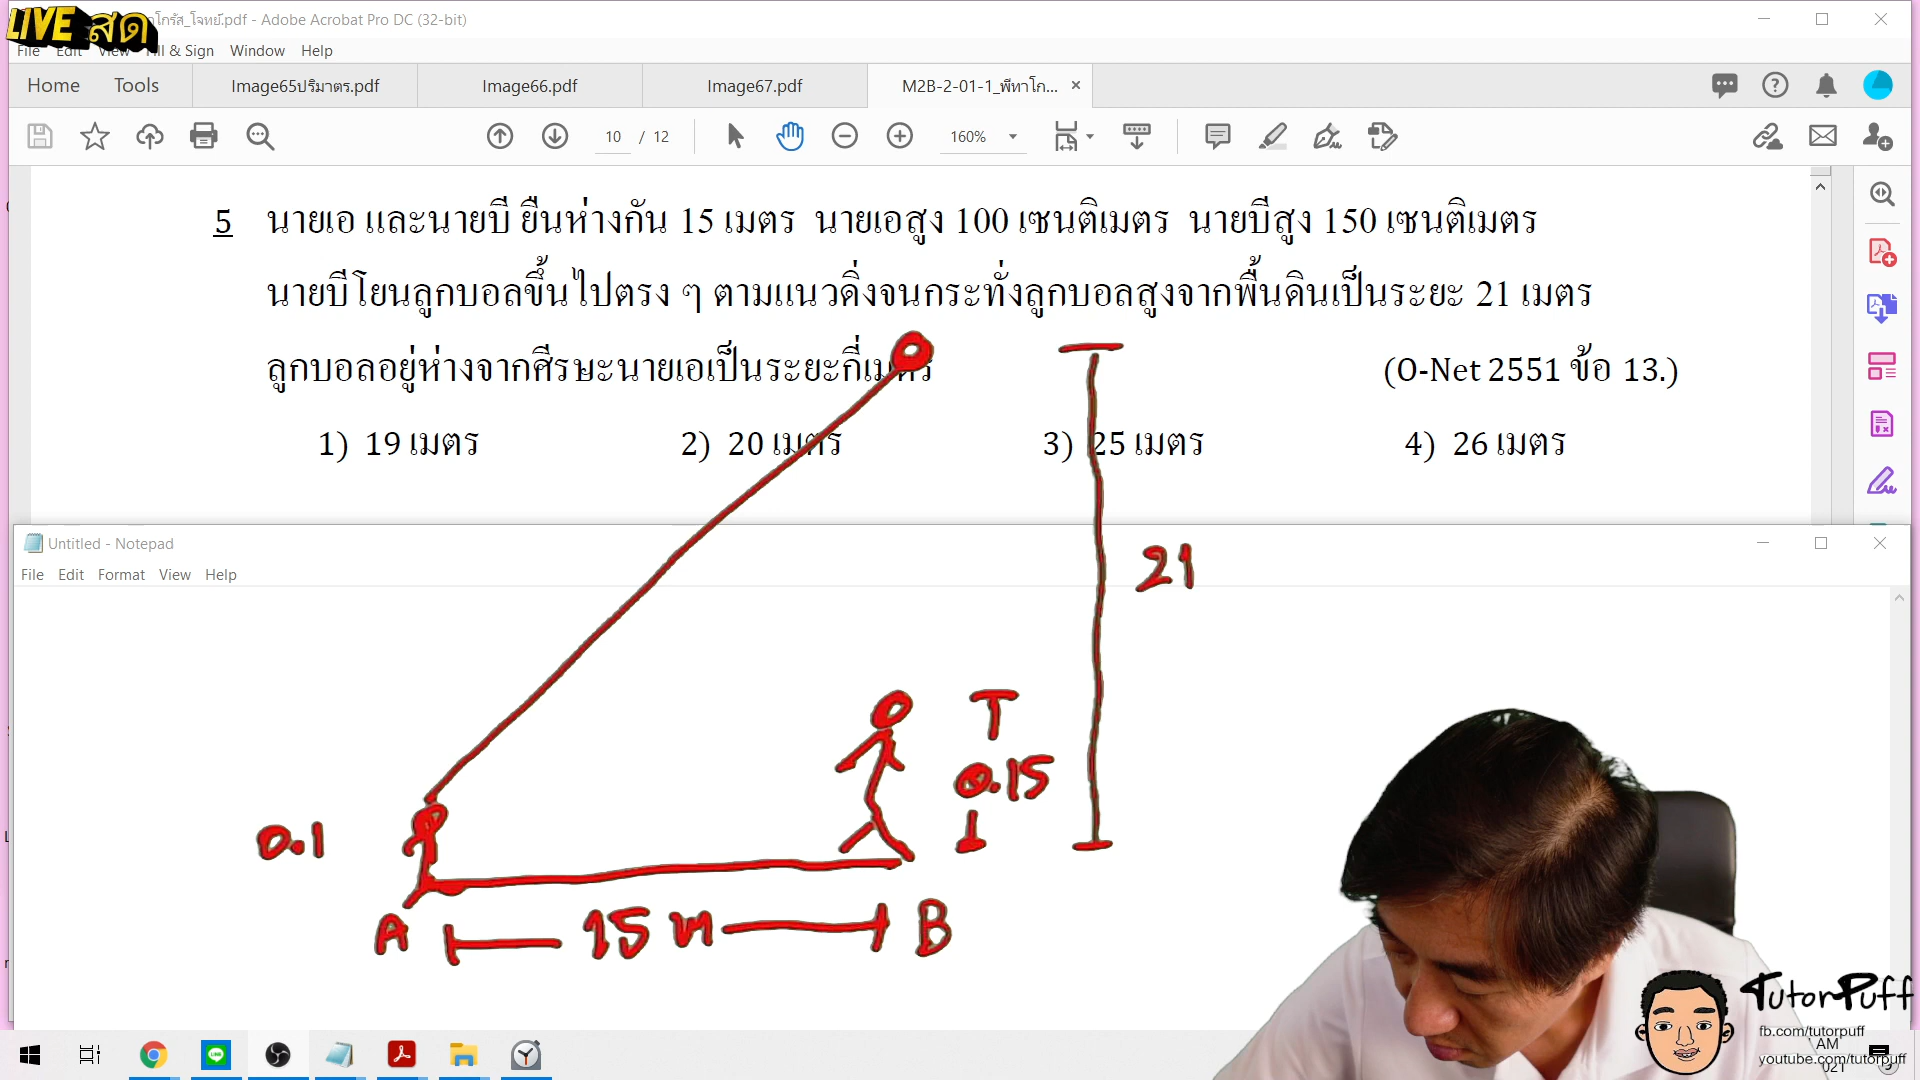 LIVE สด
โกรัส_โจทย์.pdf - Adobe Acrobat Pro DC (32-bit)
File Edit View Fill & Sign Window Help
Home Tools Image65ปริมาตร.pdf Image66.pdf Image67.pdf M2B-2-01-1_พีทาโก...
10 / 12 160%
5 นายเอ และนายบี ยืนห่างกัน 15 เมตร นายเอสูง 100 เซนติเมตร นายบีสูง 150 เซนติเมตร
นายบีโยนลูกบอลขึ้นไปตรง ๆ ตามแนวดิ่งจนกระทั่งลูกบอลสูงจากพื้นดินเป็นระยะ 21 เมตร
ลูกบอลอยู่ห่างจากศีรษะนายเอเป็นระยะกี่เมตร (O-Net 2551 ข้อ 13.)
1) 19 เมตร 2) 20 เมตร 3) 25 เมตร 4) 26 เมตร
Untitled - Notepad
File Edit Format View Help
21
0.15
0.1
A 15 m B
TutorPuff
fb.com/tutorpuff
AM
youtube.com/tutorpuff
021